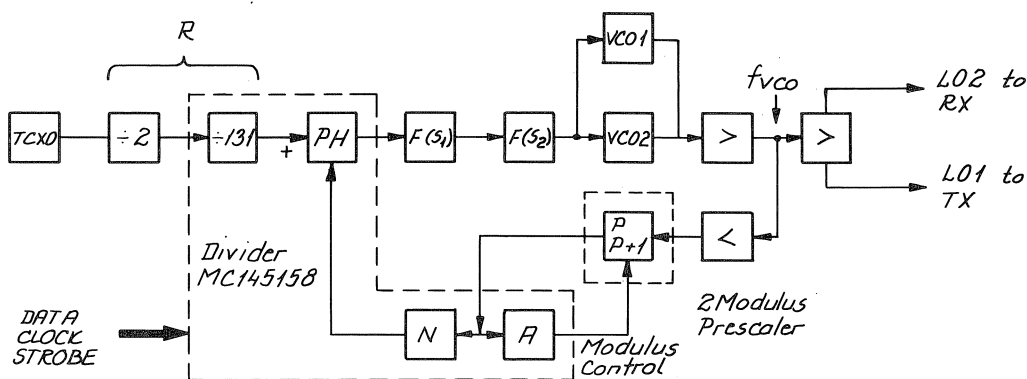 R
VCO1
fvco
LO2 to
RX
TCXO
÷2
÷131
+
PH
F(S1)
F(S2)
VCO2
>
>
LO1 to
TX
P
P+1
<
Divider
MC145158
2 Modulus
Prescaler
DATA
CLOCK
STROBE
N
A
Modulus
Control